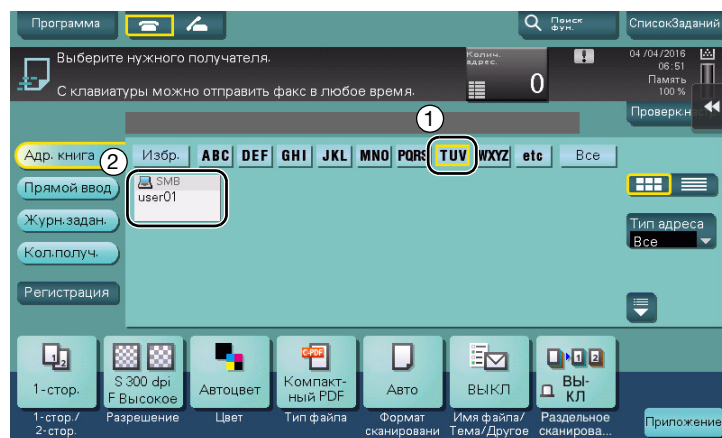 Программа
Поиск
фун.
СписокЗаданий
Выберите нужного получателя.
С клавиатуры можно отправить факс в любое время.
Колич.
адрес.
0
04/04/2016
06:51
Память
100 %
Проверк.н
1
Адр. книга
2
Избр.
ABC
DEF
GHI
JKL
MNO
PQRS
TUV
WXYZ
etc
Все
SMB
user01
Прямой ввод
Журн.задан.
Кол.получ.
Регистрация
Тип адреса
Все
1-стор.
S 300 dpi
F Высокое
Автоцвет
C-PDF
Компакт-
ный PDF
Авто
ВЫКЛ
ВЫ-
КЛ
1-стор./
2-стор.
Разрешение
Цвет
Тип файла
Формат
сканировани
Имя файла/
Тема/Другое
Раздельное
сканирова...
Приложение